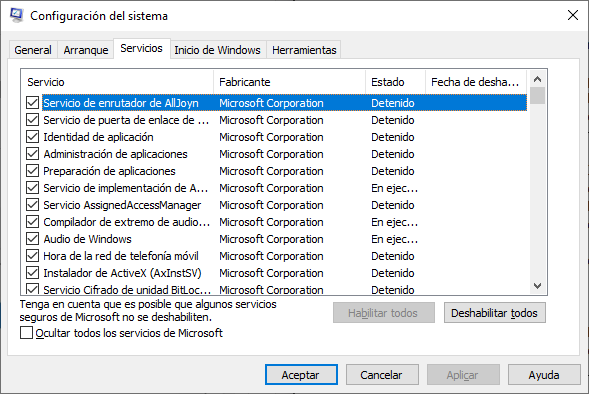 Configuración del sistema
General Arranque Servicios Inicio de Windows Herramientas
Servicio Fabricante Estado Fecha de desha...
Servicio de enrutador de AllJoyn Microsoft Corporation Detenido
Servicio de puerta de enlace de ... Microsoft Corporation Detenido
Identidad de aplicación Microsoft Corporation Detenido
Administración de aplicaciones Microsoft Corporation Detenido
Preparación de aplicaciones Microsoft Corporation Detenido
Servicio de implementación de A... Microsoft Corporation En ejec...
Servicio AssignedAccessManager Microsoft Corporation Detenido
Compilador de extremo de audio... Microsoft Corporation En ejec...
Audio de Windows Microsoft Corporation En ejec...
Hora de la red de telefonía móvil Microsoft Corporation Detenido
Instalador de ActiveX (AxInstSV) Microsoft Corporation Detenido
Servicio Cifrado de unidad BitLoc... Microsoft Corporation Detenido
Tenga en cuenta que es posible que algunos servicios
seguros de Microsoft no se deshabiliten.
Habilitar todos Deshabilitar todos
Ocultar todos los servicios de Microsoft
Aceptar Cancelar Aplicar Ayuda